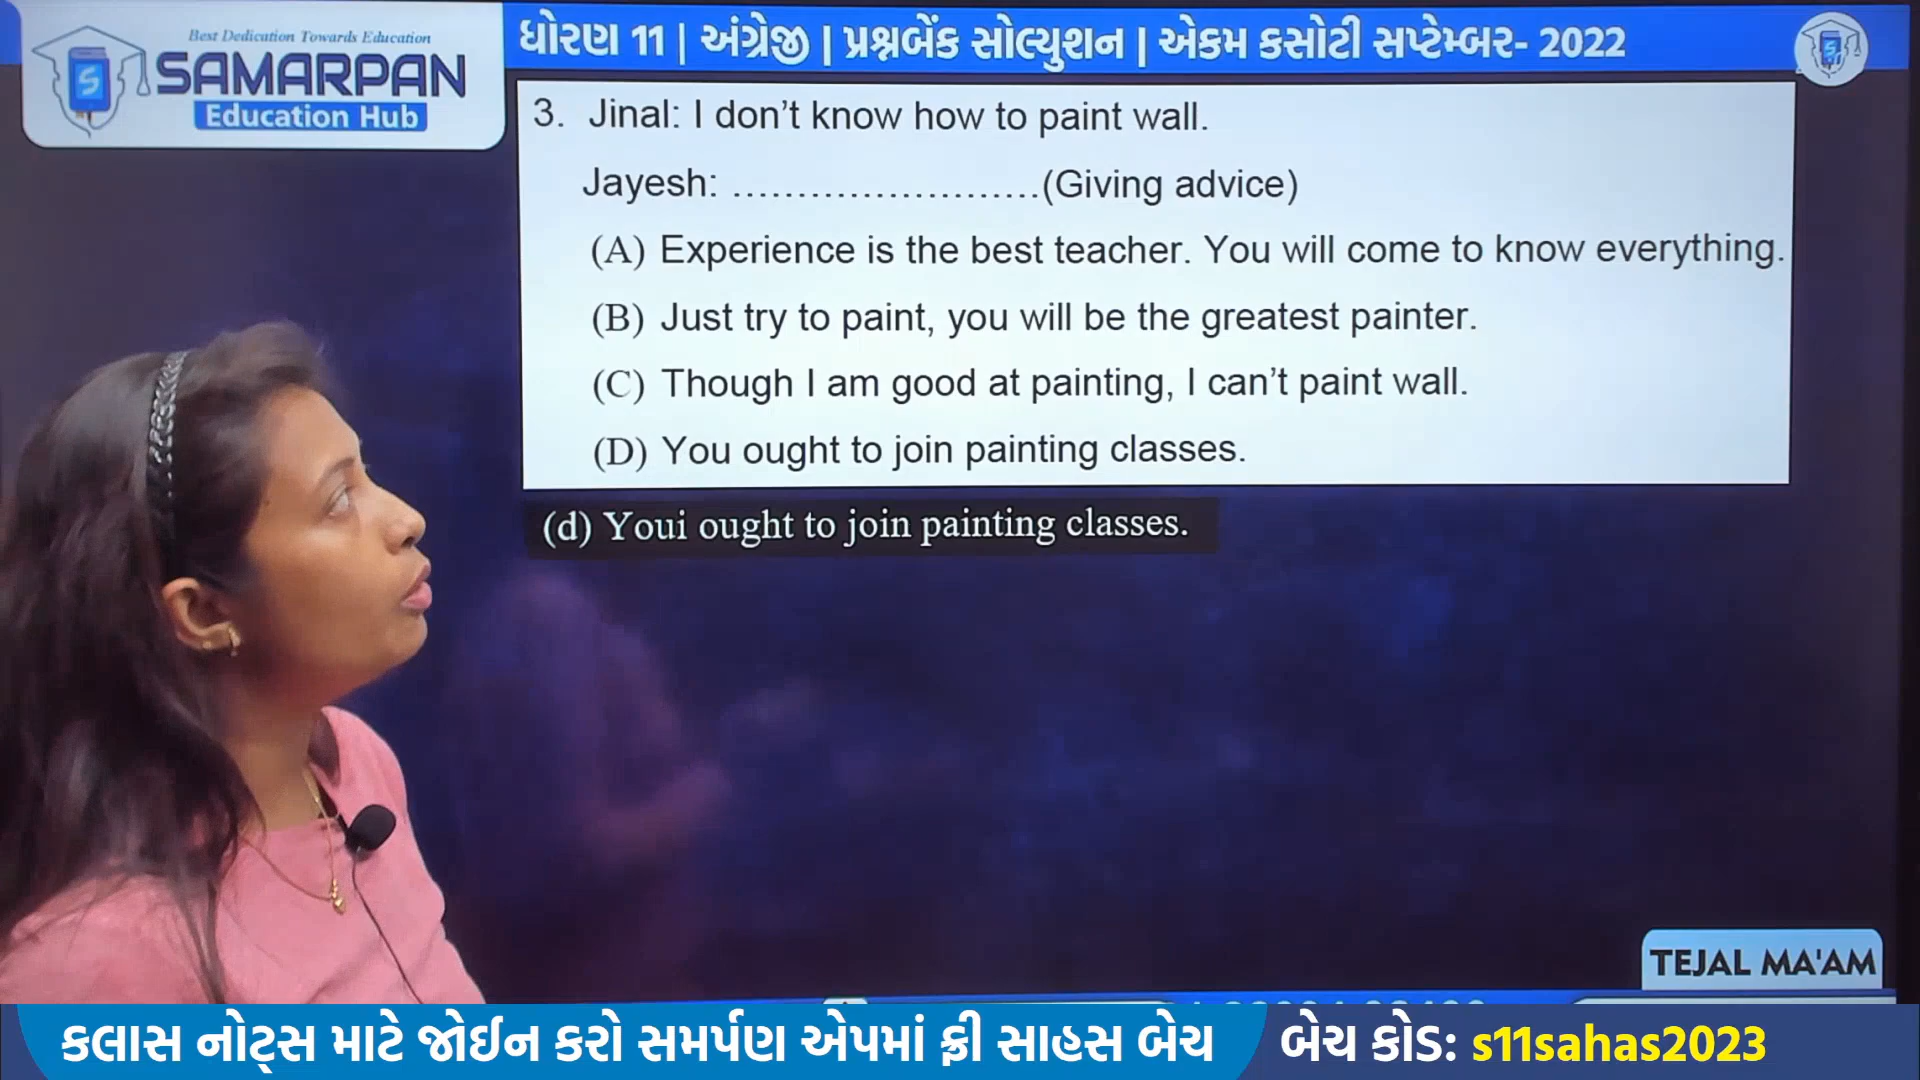 Best Dedication Towards Education
SAMARPAN
Education Hub
ધોરણ 11 | અંગ્રેજી | પ્રશ્નબેંક સોલ્યુશન | એકમ કસોટી સપ્ટેમ્બર- 2022
3. Jinal: I don't know how to paint wall.
Jayesh: ........................(Giving advice)
(A) Experience is the best teacher. You will come to know everything.
(B) Just try to paint, you will be the greatest painter.
(C) Though I am good at painting, I can't paint wall.
(D) You ought to join painting classes.
(d) Youi ought to join painting classes.
TEJAL MA'AM
કલાસ નોટ્સ માટે જોઈન કરો સમર્પણ એપમાં ફ્રી સાહસ બેચ
બેચ કોડ: s11sahas2023